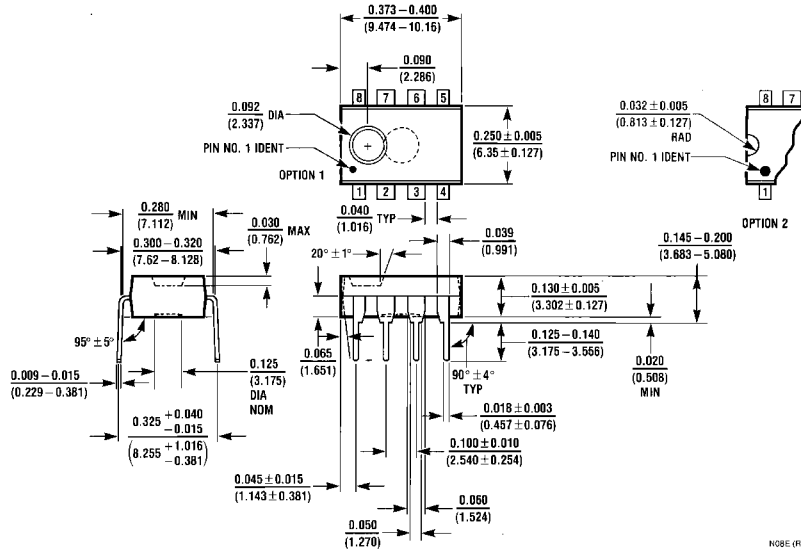 0.373 – 0.400
(9.474 – 10.16)
0.090
(2.286)
8 7 6 5
0.092 DIA
(2.337)
PIN NO. 1 IDENT
OPTION 1
1 2 3 4
0.250 ± 0.005
(6.35 ± 0.127)
0.032 ± 0.005
(0.813 ± 0.127)
RAD
PIN NO. 1 IDENT
8 7
1
OPTION 2
0.280 MIN
(7.112)
0.300 – 0.320
(7.62 – 8.128)
0.030 MAX
(0.762)
0.040 TYP
(1.016)
0.039
(0.991)
20° ± 1°
0.145 – 0.200
(3.683 – 5.080)
0.130 ± 0.005
(3.302 ± 0.127)
0.125 – 0.140
(3.175 – 3.556)
0.020
(0.508)
MIN
95° ± 5°
0.009 – 0.015
(0.229 – 0.381)
0.125
(3.175)
DIA
NOM
0.065
(1.651)
90° ± 4°
TYP
0.018 ± 0.003
(0.457 ± 0.076)
0.325 +0.040 -0.015
(8.255 +1.016 -0.381)
0.100 ± 0.010
(2.540 ± 0.254)
0.045 ± 0.015
(1.143 ± 0.381)
0.060
(1.524)
0.050
(1.270)
N08E (R